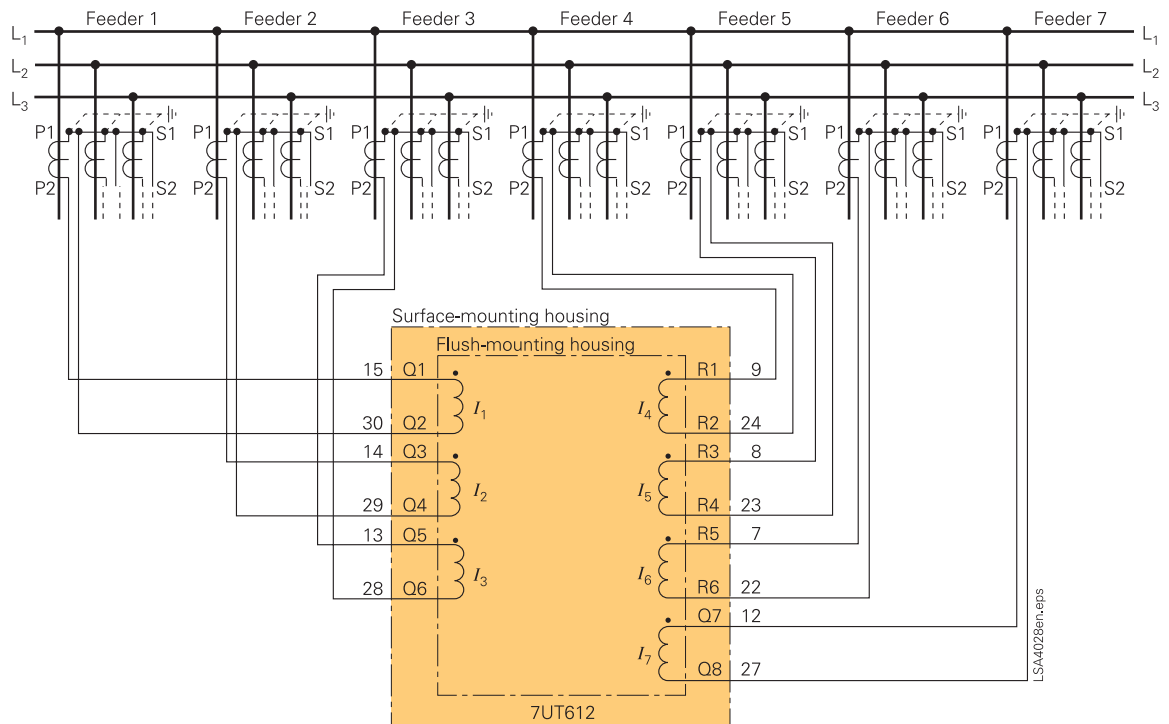 Feeder 1 Feeder 2 Feeder 3 Feeder 4 Feeder 5 Feeder 6 Feeder 7
L1 L1
L2 L2
L3 L3
P1 S1 P1 S1 P1 S1 P1 S1 P1 S1 P1 S1 P1 S1
P2 S2 P2 S2 P2 S2 P2 S2 P2 S2 P2 S2 P2 S2
Surface-mounting housing
Flush-mounting housing
15 Q1 R1 9
I1 I4
30 Q2 R2 24
14 Q3 R3 8
I2 I5
29 Q4 R4 23
13 Q5 R5 7
I3 I6
28 Q6 R6 22
Q7 12
I7
Q8 27
7UT612
LSA4028en.eps